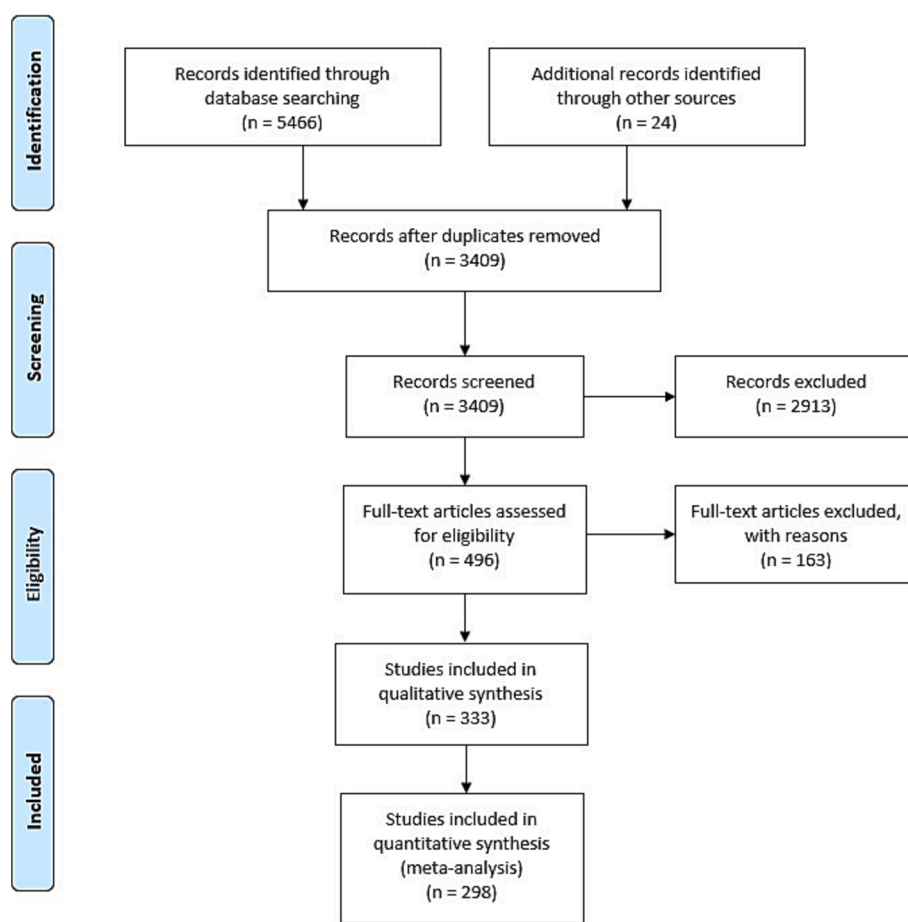 Identification
Records identified through
database searching
(n = 5466)
Additional records identified
through other sources
(n = 24)
Records after duplicates removed
(n = 3409)
Screening
Records screened
(n = 3409)
Records excluded
(n = 2913)
Eligibility
Full-text articles assessed
for eligibility
(n = 496)
Full-text articles excluded,
with reasons
(n = 163)
Studies included in
qualitative synthesis
(n = 333)
Included
Studies included in
quantitative synthesis
(meta-analysis)
(n = 298)